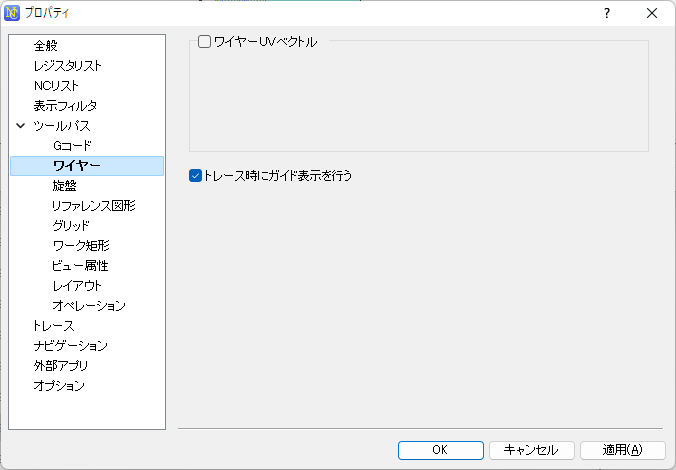 プロパティ
全般
レジスタリスト
NCリスト
表示フィルタ
ツールパス
Gコード
ワイヤー
旋盤
リファレンス図形
グリッド
ワーク矩形
ビュー属性
レイアウト
オペレーション
トレース
ナビゲーション
外部アプリ
オプション
ワイヤーUVベクトル
トレース時にガイド表示を行う
OK
キャンセル
適用(A)